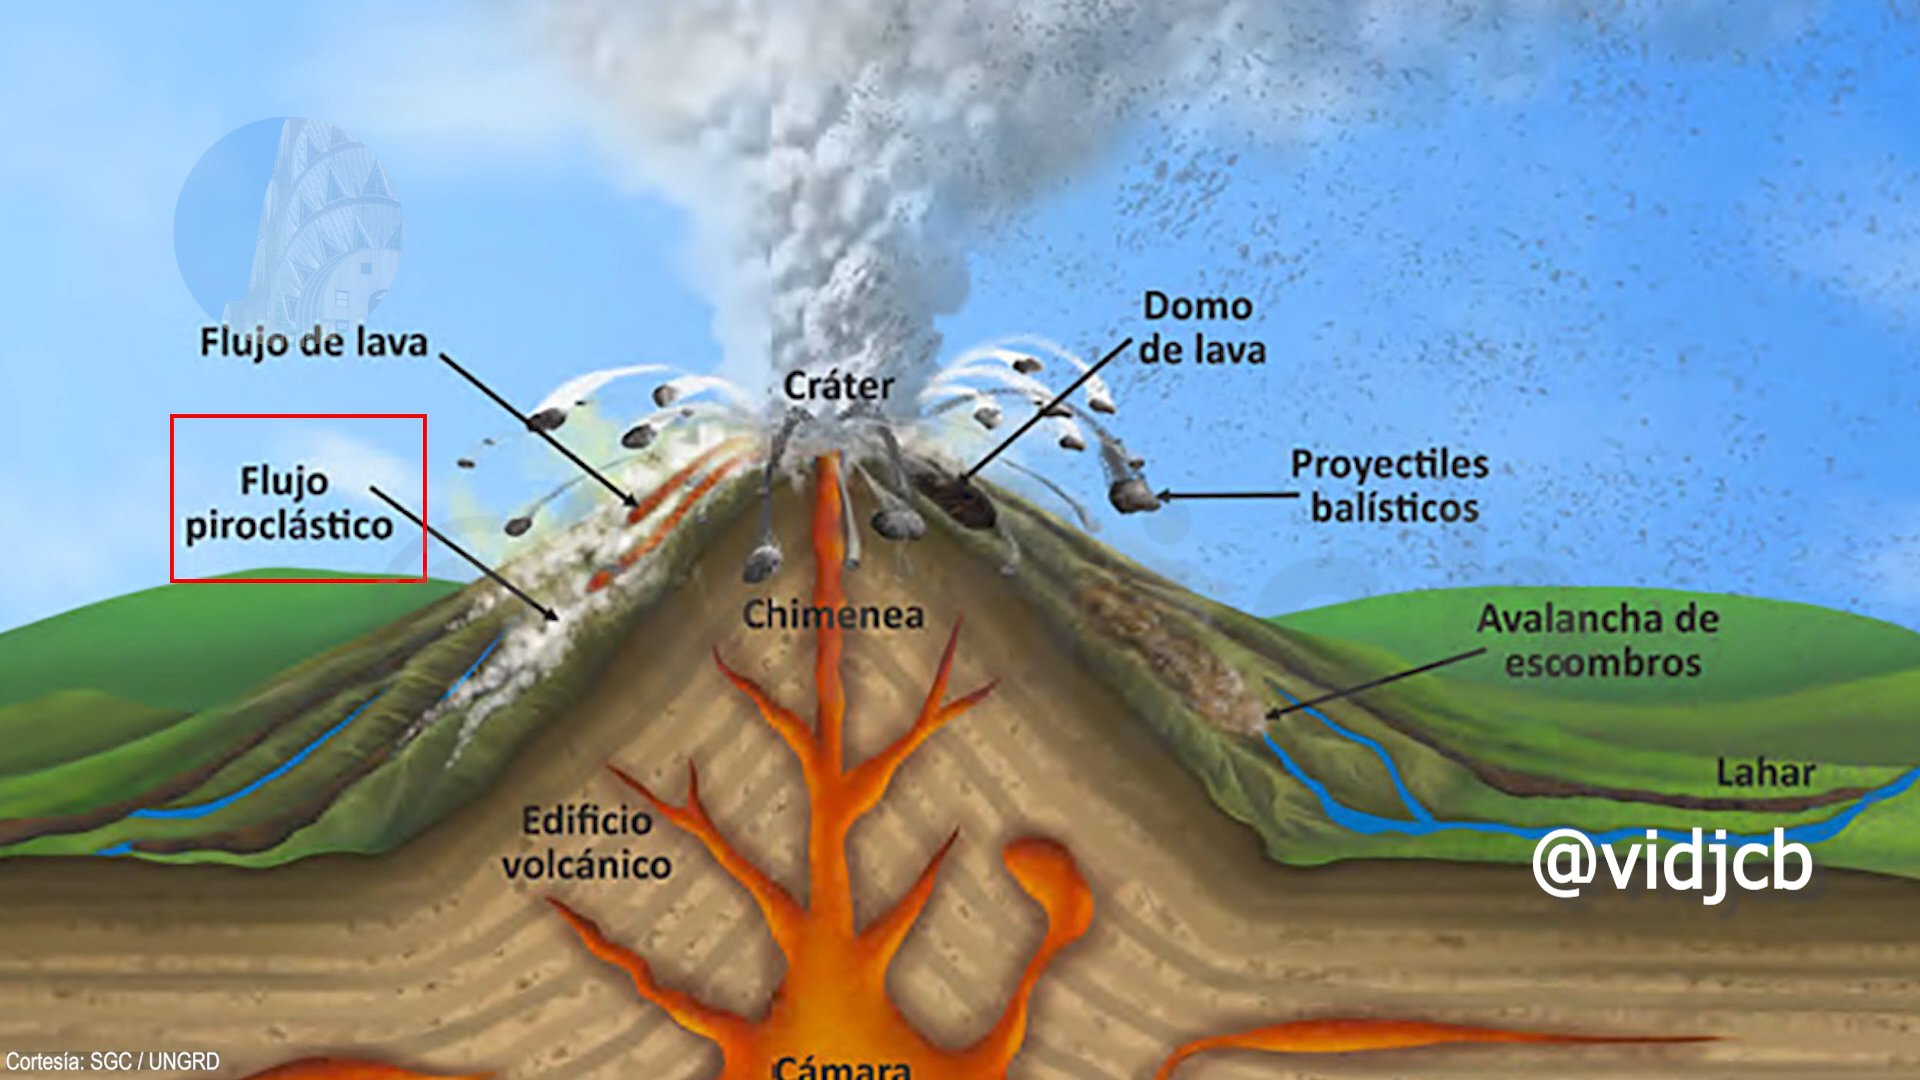 Domo
de lava
Flujo de lava
Cráter
Proyectiles
balísticos
Flujo
piroclástico
Chimenea
Avalancha de
escombros
Lahar
Edificio
volcánico
@vidjcb
Cortesía: SGC / UNGRD
Cámara